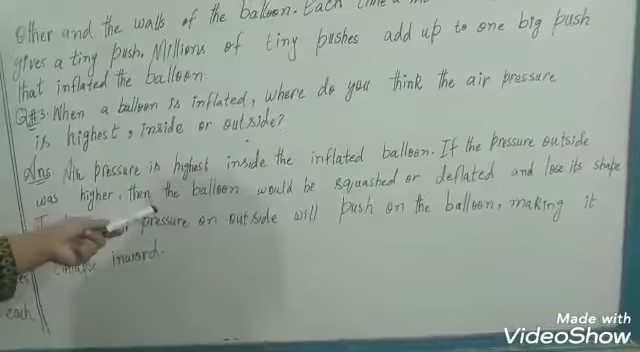 other and the walls of the balloon. Each time a
gives a tiny push. Millions of tiny pushes add up to one big push
that inflated the balloon.
Q#3: When a balloon is inflated, where do you think the air pressure
is highest, inside or outside?
Ans Air pressure is highest inside the inflated balloon. If the pressure outside
was higher, then the balloon would be squashed or deflated and lose its shape
pressure on outside will push on the balloon, making it
inword.
each
Made with
VideoShow